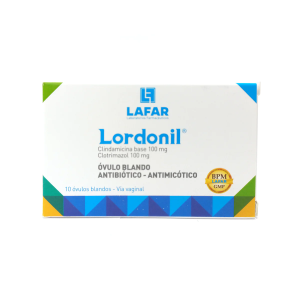 LAFAR
Lordonil®
Clindamicina base 100 mg
Clotrimazol 100 mg
ÓVULO BLANDO
ANTIBIÓTICO - ANTIMICÓTICO
10 óvulos blandos - Vía vaginal
BPM
LAFAR
GMP